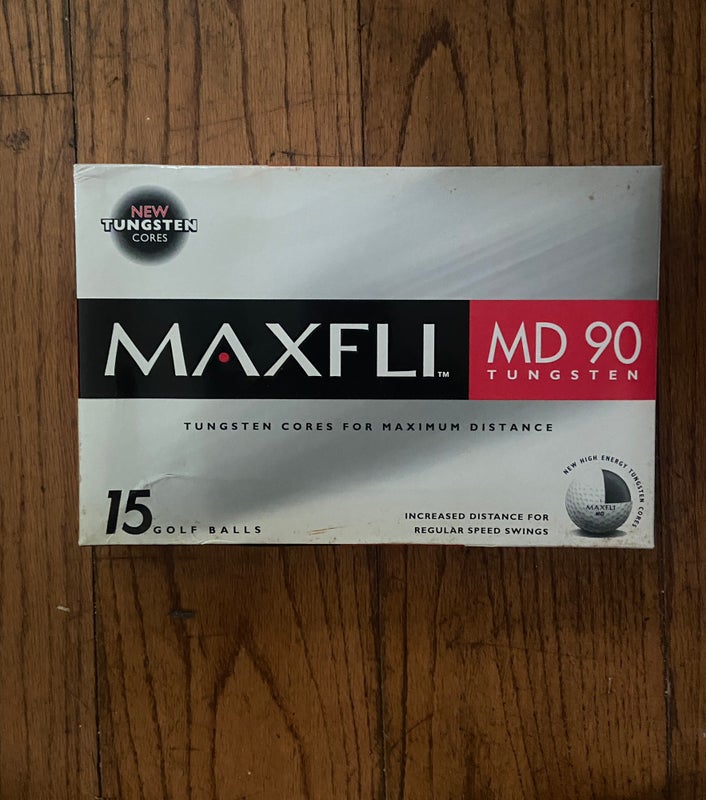 NEW
TUNGSTEN
CORES
MAXFLI™
MD 90
TUNGSTEN
TUNGSTEN CORES FOR MAXIMUM DISTANCE
15 GOLF BALLS
INCREASED DISTANCE FOR
REGULAR SPEED SWINGS
NEW HIGH ENERGY TUNGSTEN CORES
MAXFLI
MD